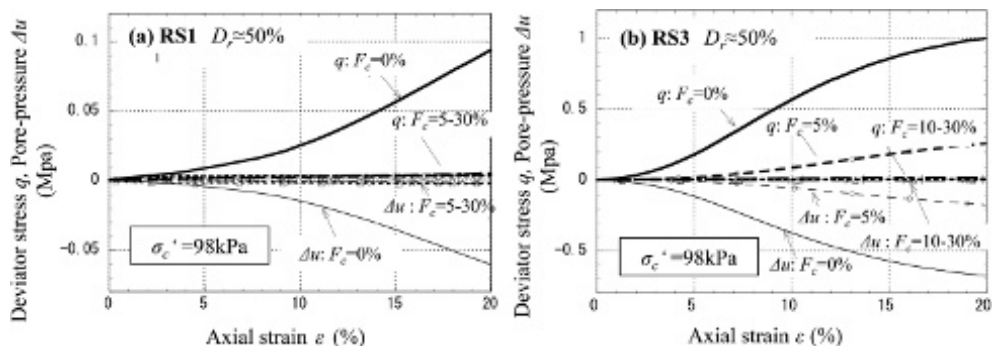 Deviator stress q, Pore-pressure Δu
(Mpa)
(a) RS1 Dr≈50%
0.1
0.05
0
-0.05
q: Fc=0%
q: Fc=5-30%
Δu : Fc=5-30%
Δu: Fc=0%
σc‘=98kPa
0
5
10
15
20
Axial strain ε (%)
Deviator stress q, Pore-pressure Δu
(Mpa)
(b) RS3 Dr≈50%
1
0.5
0
-0.5
q: Fc=0%
q: Fc=5%
q: Fc=10-30%
Δu : Fc=5%
Δu : Fc=10-30%
Δu: Fc=0%
σc‘=98kPa
0
5
10
15
20
Axial strain ε (%)